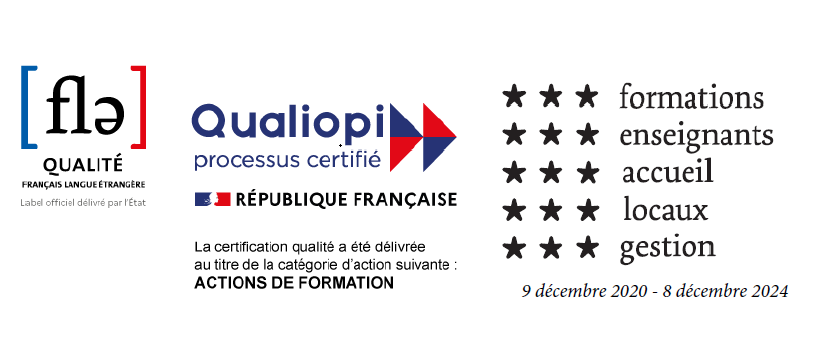 [flə]
QUALITÉ
FRANÇAIS LANGUE ÉTRANGÈRE
Label officiel délivré par l'État
Qualiopi
processus certifié
RÉPUBLIQUE FRANÇAISE
La certification qualité a été délivrée
au titre de la catégorie d'action suivante :
ACTIONS DE FORMATION
★ ★ ★ formations
★ ★ ★ enseignants
★ ★ ★ accueil
★ ★ ★ locaux
★ ★ ★ gestion
9 décembre 2020 - 8 décembre 2024